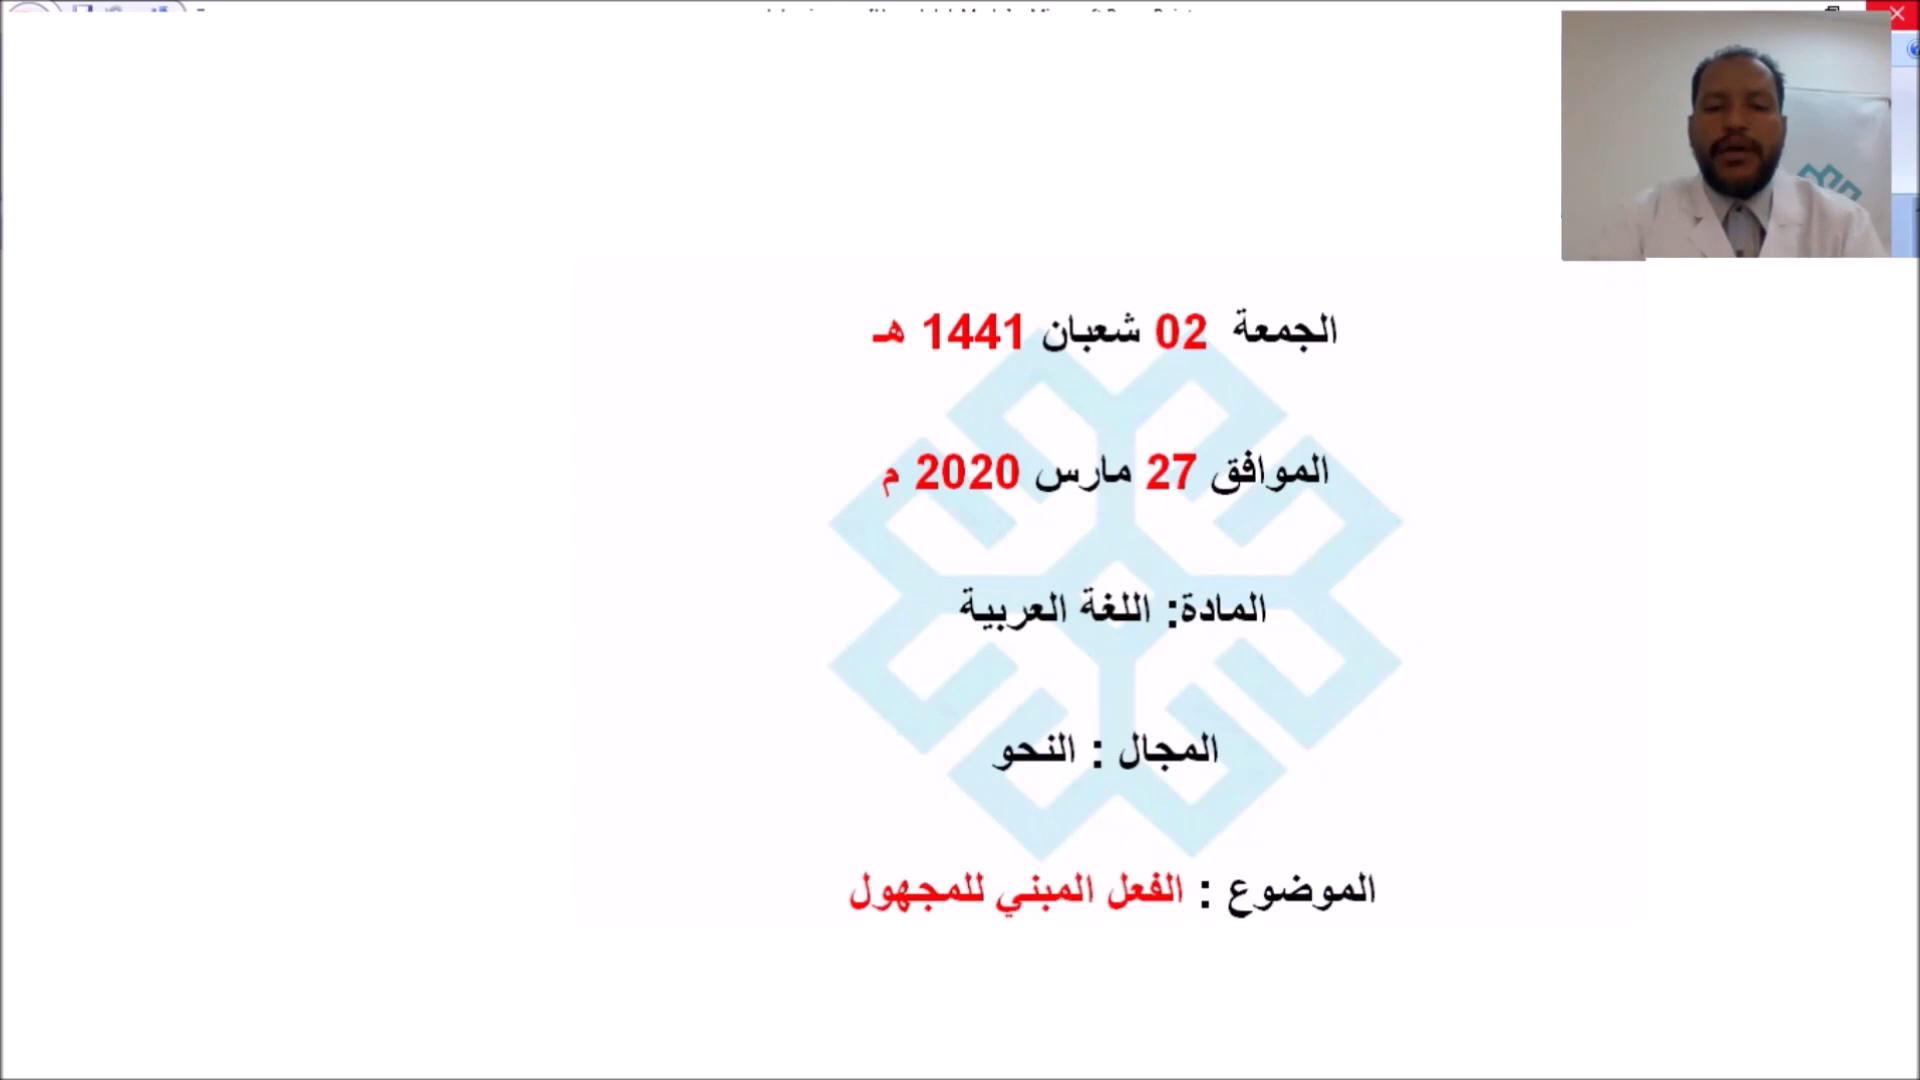 الجمعة 02 شعبان 1441 هـ
الموافق 27 مارس 2020 م
المادة: اللغة العربية
المجال : النحو
الموضوع : الفعل المبني للمجهول